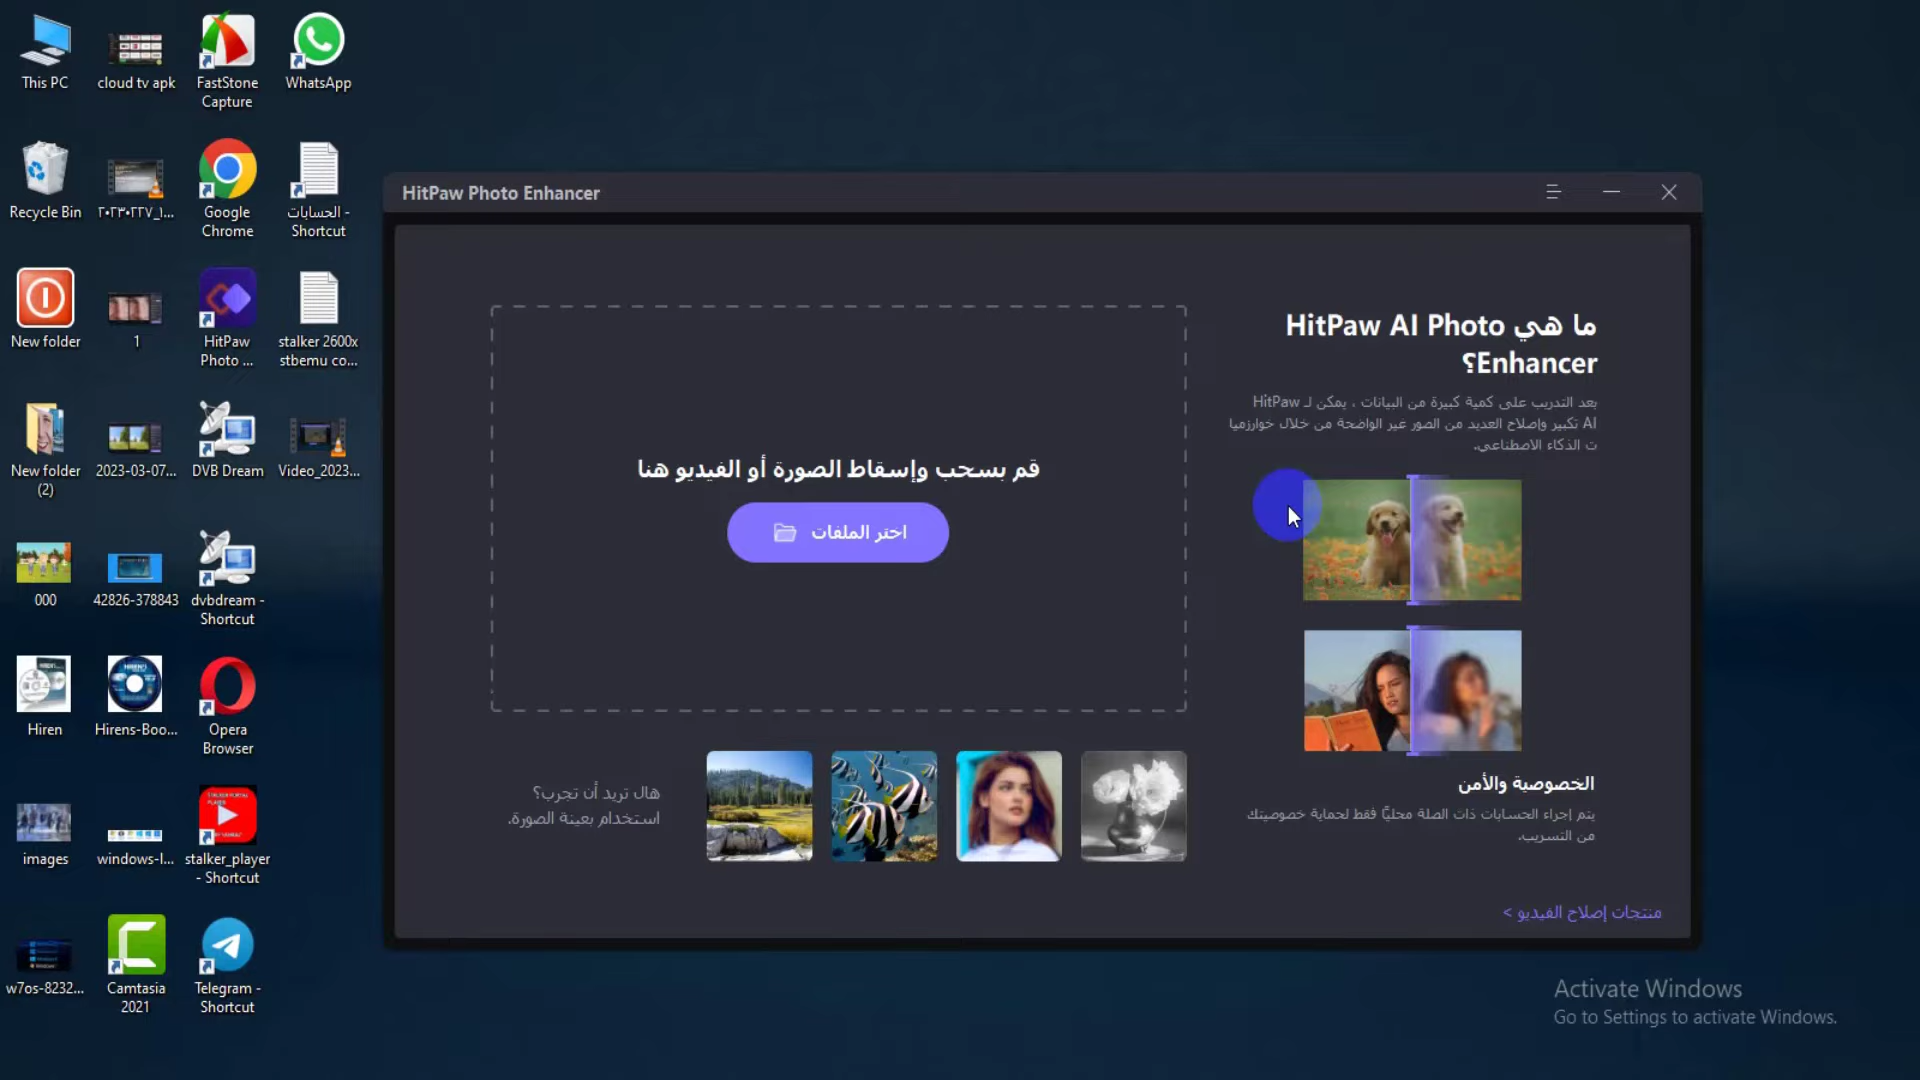 This PC
cloud tv apk
FastStone
Capture
WhatsApp
Recycle Bin
٢٠٢٣٠٢٢٧_١...
Google
Chrome
الحسابات -
Shortcut
New folder
1
HitPaw
Photo ...
stalker 2600x
stbemu co...
New folder
(2)
2023-03-07...
DVB Dream
Video_2023...
000
42826-378843
dvbdream -
Shortcut
Hiren
Hirens-Boo...
Opera
Browser
images
windows-l...
stalker_player
- Shortcut
w7os-8232...
Camtasia
2021
Telegram -
Shortcut
HitPaw Photo Enhancer
قم بسحب وإسقاط الصورة أو الفيديو هنا
اختر الملفات
هال تريد أن تجرب؟
استخدام بعينة الصورة.
ما هي HitPaw AI Photo
Enhancer؟
بعد التدريب على كمية كبيرة من البيانات ، يمكن لـ HitPaw
AI تكبير وإصلاح العديد من الصور غير الواضحة من خلال خوارزميا
ت الذكاء الاصطناعي.
الخصوصية والأمن
يتم إجراء الحسابات ذات الصلة محليًا فقط لحماية خصوصيتك
من التسريب.
منتجات إصلاح الفيديو >
Activate Windows
Go to Settings to activate Windows.